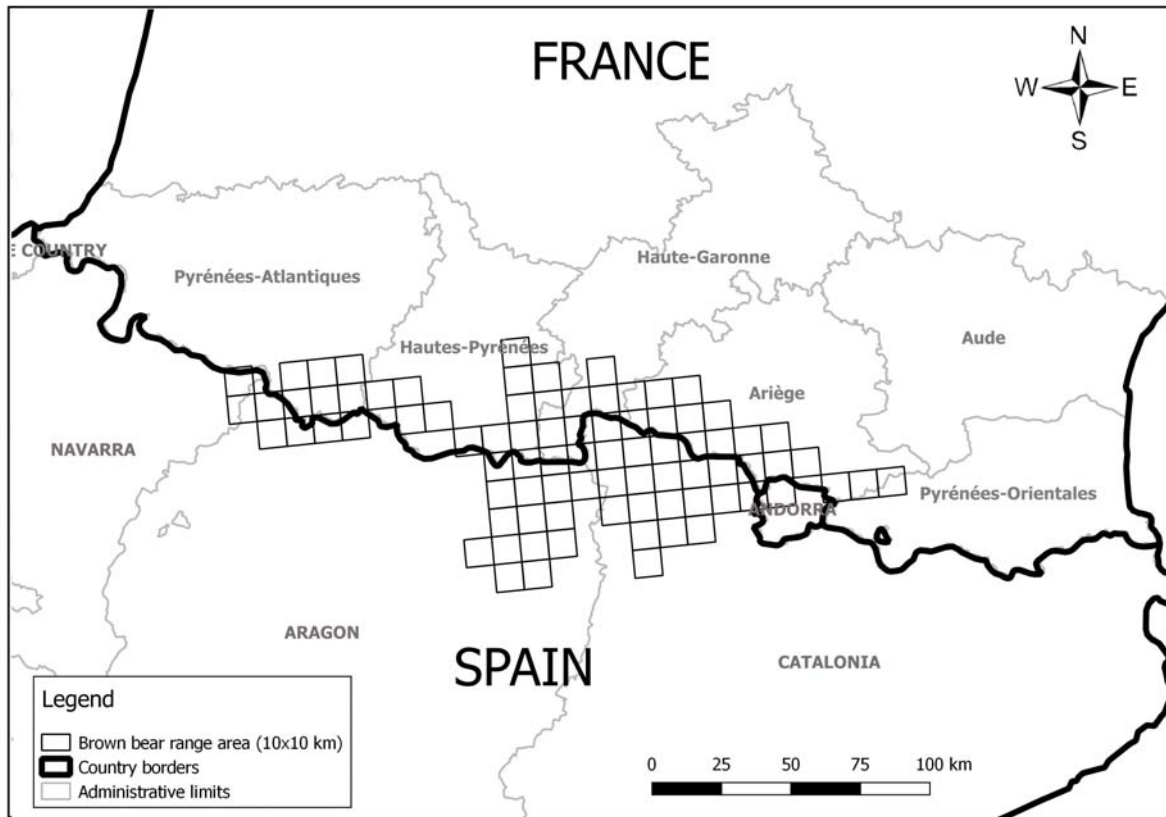 FRANCE
N
W E
S
Haute-Garonne
E COUNTRY
Pyrénées-Atlantiques
Aude
Hautes-Pyrénées
Ariège
NAVARRA
Pyrénées-Orientales
ANDORRA
ARAGON
SPAIN
CATALONIA
Legend
Brown bear range area (10x10 km)
Country borders
Administrative limits
0 25 50 75 100 km